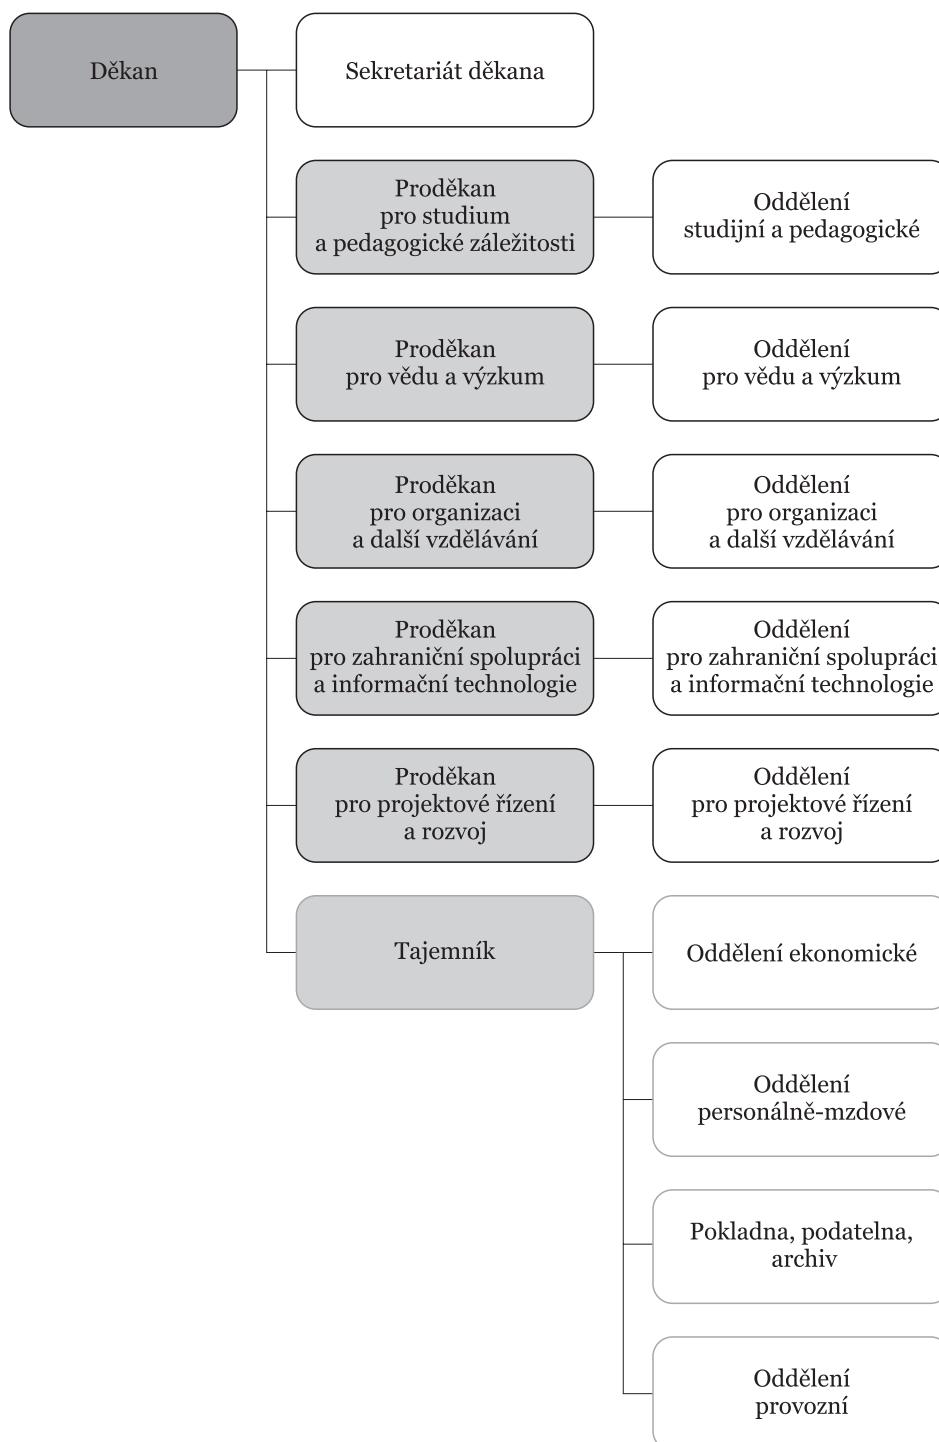 Děkan
Sekretariát děkana
Proděkan
pro studium
a pedagogické záležitosti
Oddělení
studijní a pedagogické
Proděkan
pro vědu a výzkum
Oddělení
pro vědu a výzkum
Proděkan
pro organizaci
a další vzdělávání
Oddělení
pro organizaci
a další vzdělávání
Proděkan
pro zahraniční spolupráci
a informační technologie
Oddělení
pro zahraniční spolupráci
a informační technologie
Proděkan
pro projektové řízení
a rozvoj
Oddělení
pro projektové řízení
a rozvoj
Tajemník
Oddělení ekonomické
Oddělení
personálně-mzdové
Pokladna, podatelna,
archiv
Oddělení
provozní